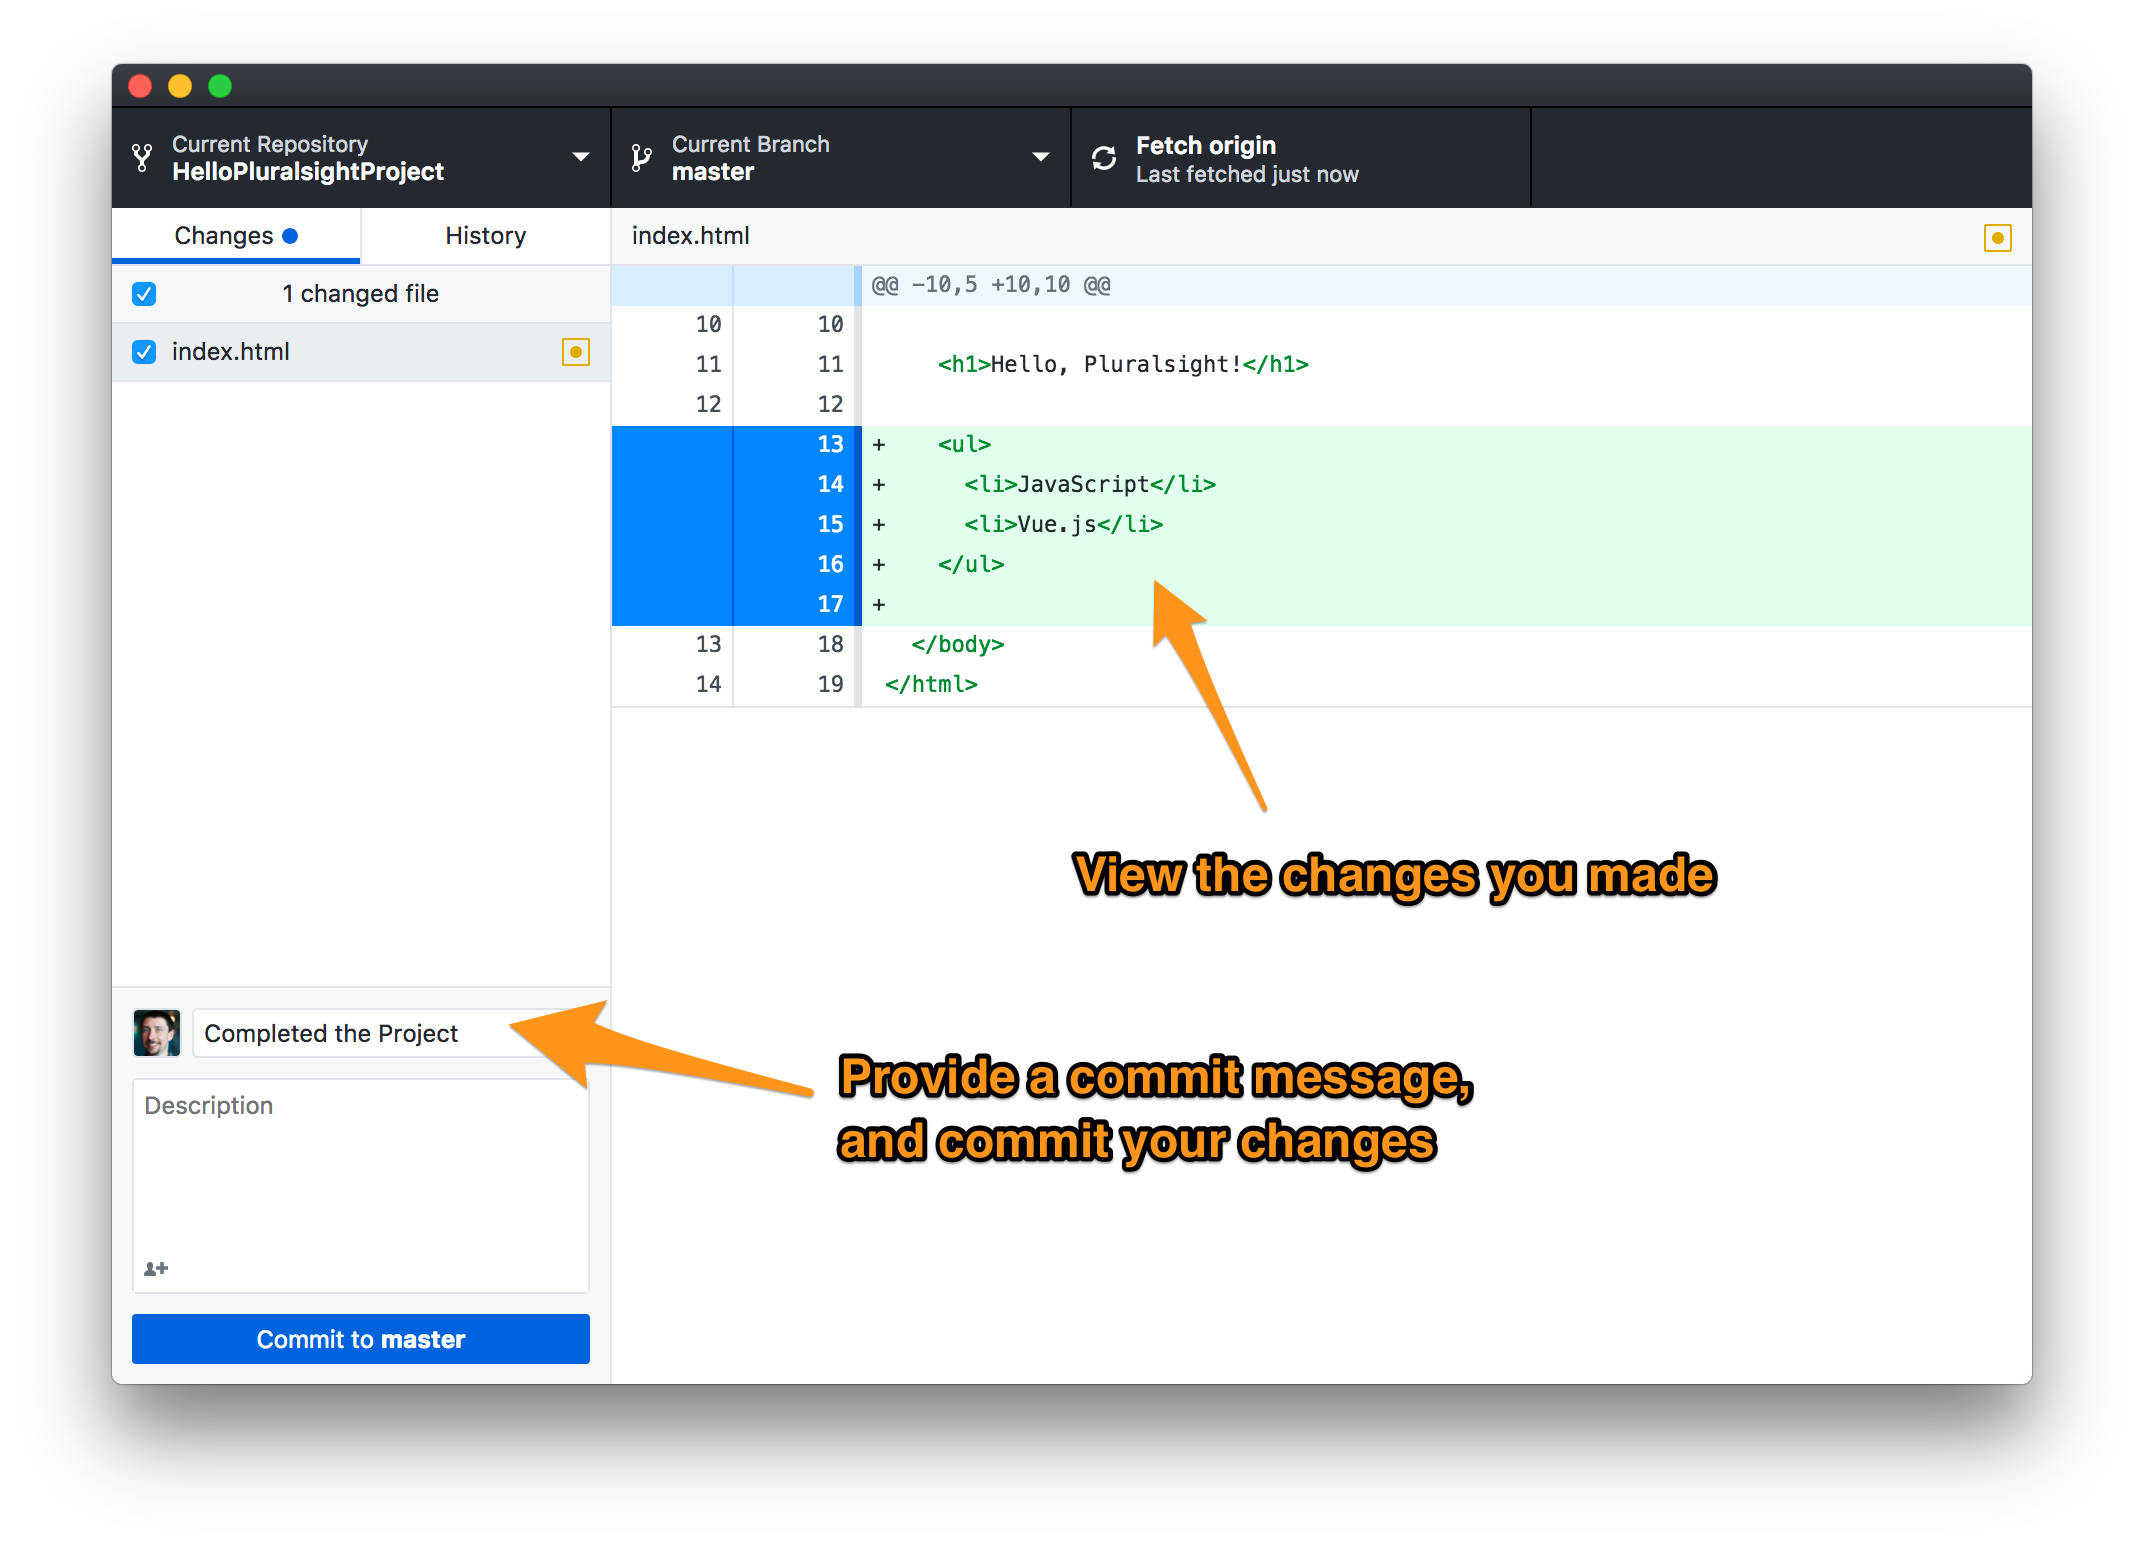 Current Repository
HelloPluralsightProject
Current Branch
master
Fetch origin
Last fetched just now
Changes
History
1 changed file
index.html
index.html
@@ -10,5 +10,10 @@
10 10
11 11 <h1>Hello, Pluralsight!</h1>
12 12
13 + <ul>
14 + <li>JavaScript</li>
15 + <li>Vue.js</li>
16 + </ul>
17 +
13 18 </body>
14 19 </html>
View the changes you made
Completed the Project
Provide a commit message,
and commit your changes
Description
Commit to master